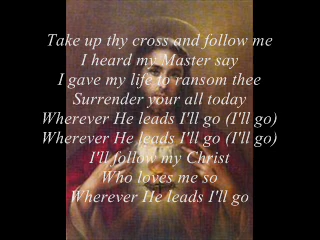 Take up thy cross and follow me
I heard my Master say
I gave my life to ransom thee
Surrender your all today
Wherever He leads I'll go (I'll go)
Wherever He leads I'll go (I'll go)
I'll follow my Christ
Who loves me so
Wherever He leads I'll go